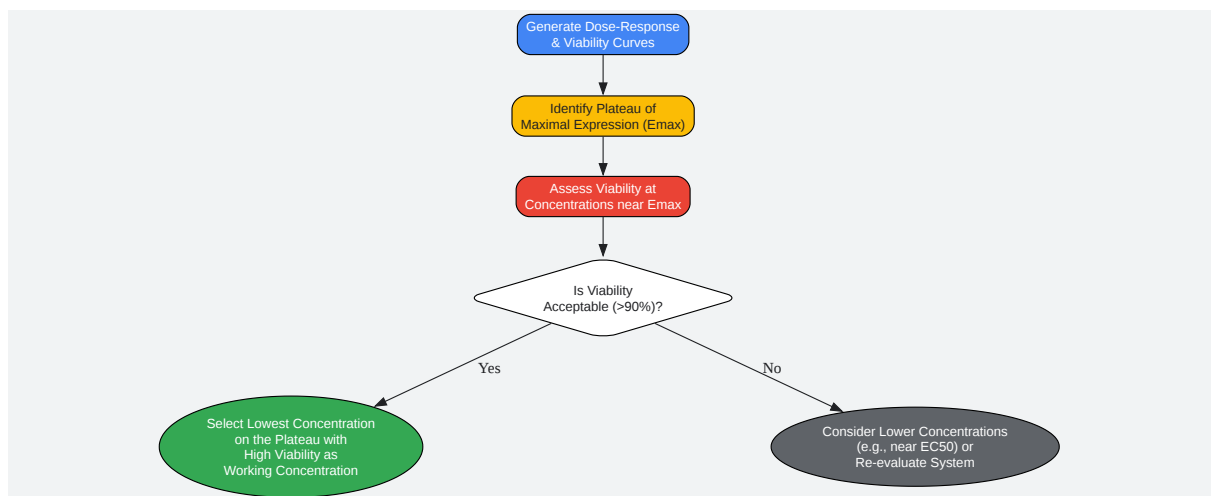 Generate Dose-Response
& Viability Curves
Identify Plateau of
Maximal Expression (Emax)
Assess Viability at
Concentrations near Emax
Is Viability
Acceptable (>90%)?
Yes
No
Select Lowest Concentration
on the Plateau with
High Viability as
Working Concentration
Consider Lower Concentrations
(e.g., near EC50) or
Re-evaluate System